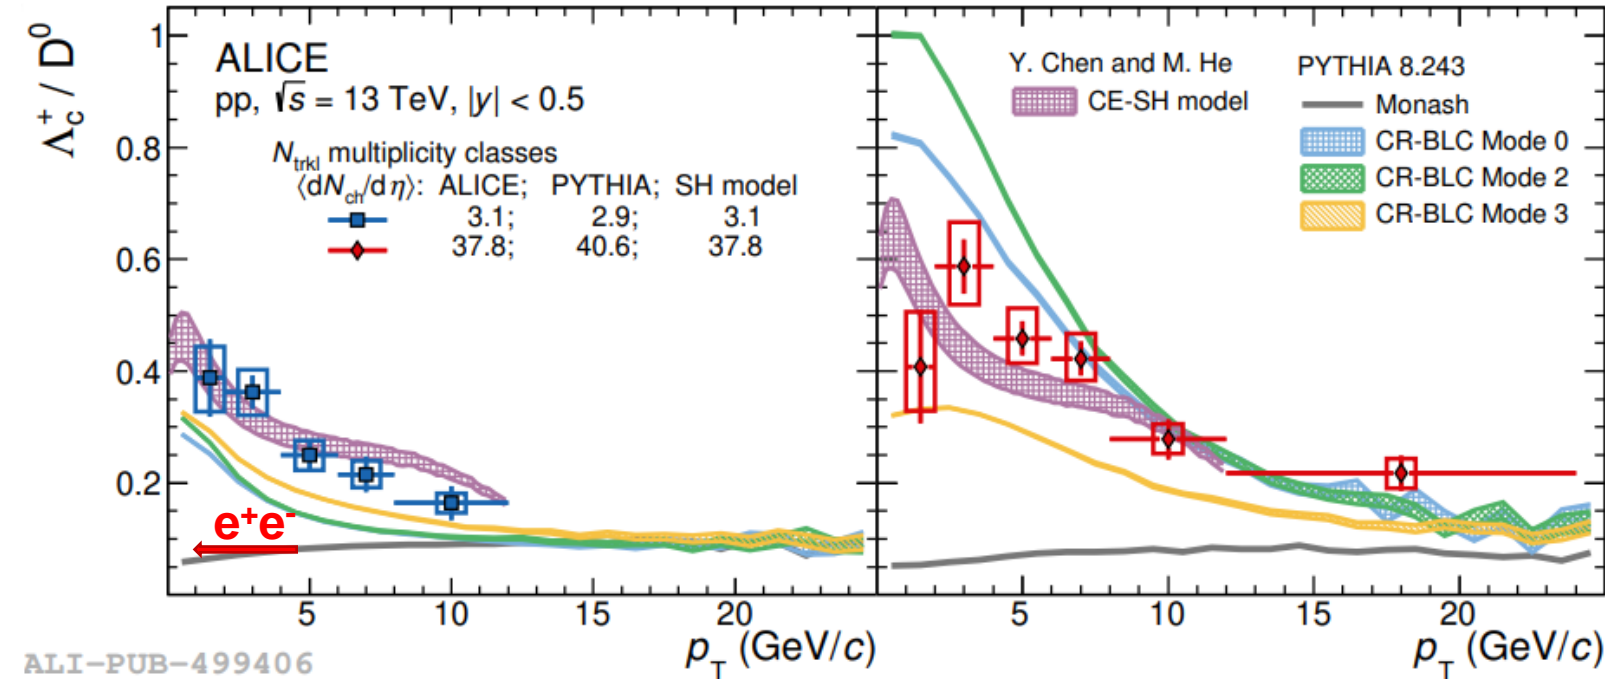 Λc+ / D0
1
0.8
0.6
0.4
0.2
ALICE
pp, √s = 13 TeV, |y| < 0.5
Ntrkl multiplicity classes
⟨dNch/dη⟩: ALICE; PYTHIA; SH model
3.1; 2.9; 3.1
37.8; 40.6; 37.8
e+e-
5 10 15 20
pT (GeV/c)
Y. Chen and M. He
CE-SH model
PYTHIA 8.243
Monash
CR-BLC Mode 0
CR-BLC Mode 2
CR-BLC Mode 3
5 10 15 20
pT (GeV/c)
ALI-PUB-499406